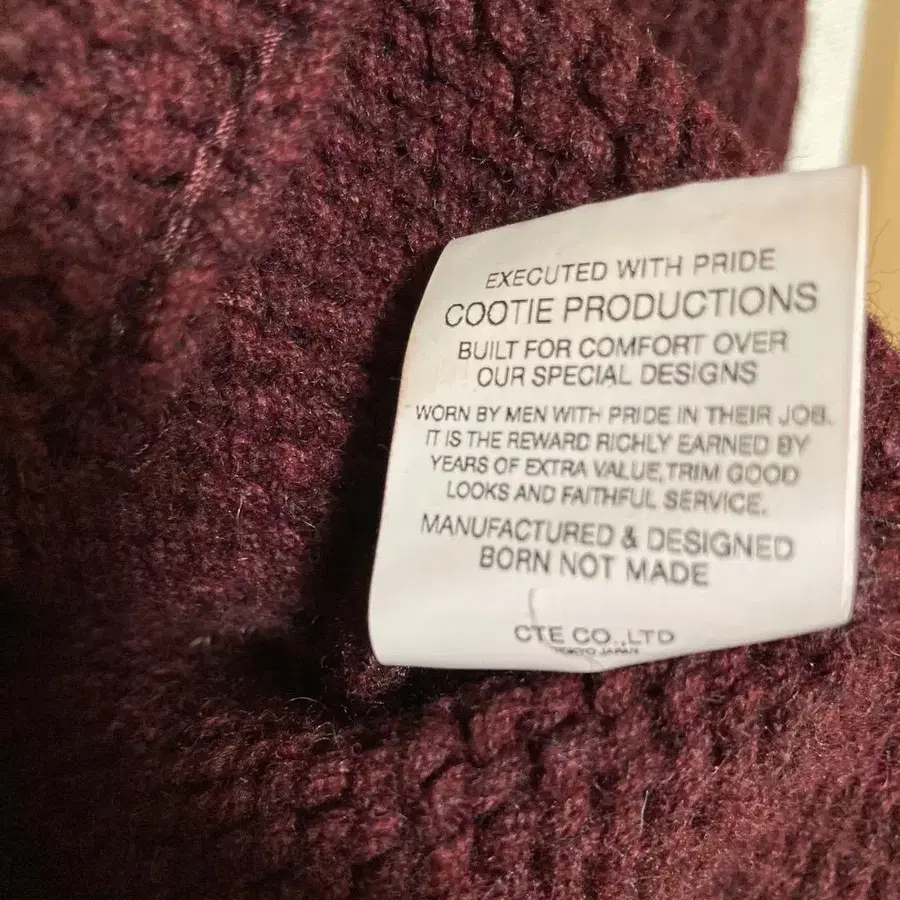 EXECUTED WITH PRIDE
COOTIE PRODUCTIONS
BUILT FOR COMFORT OVER
OUR SPECIAL DESIGNS
WORN BY MEN WITH PRIDE IN THEIR JOB.
IT IS THE REWARD RICHLY EARNED BY
YEARS OF EXTRA VALUE,TRIM GOOD
LOOKS AND FAITHFUL SERVICE.
MANUFACTURED & DESIGNED
BORN NOT MADE
CTE CO.,LTD
TOKYO JAPAN